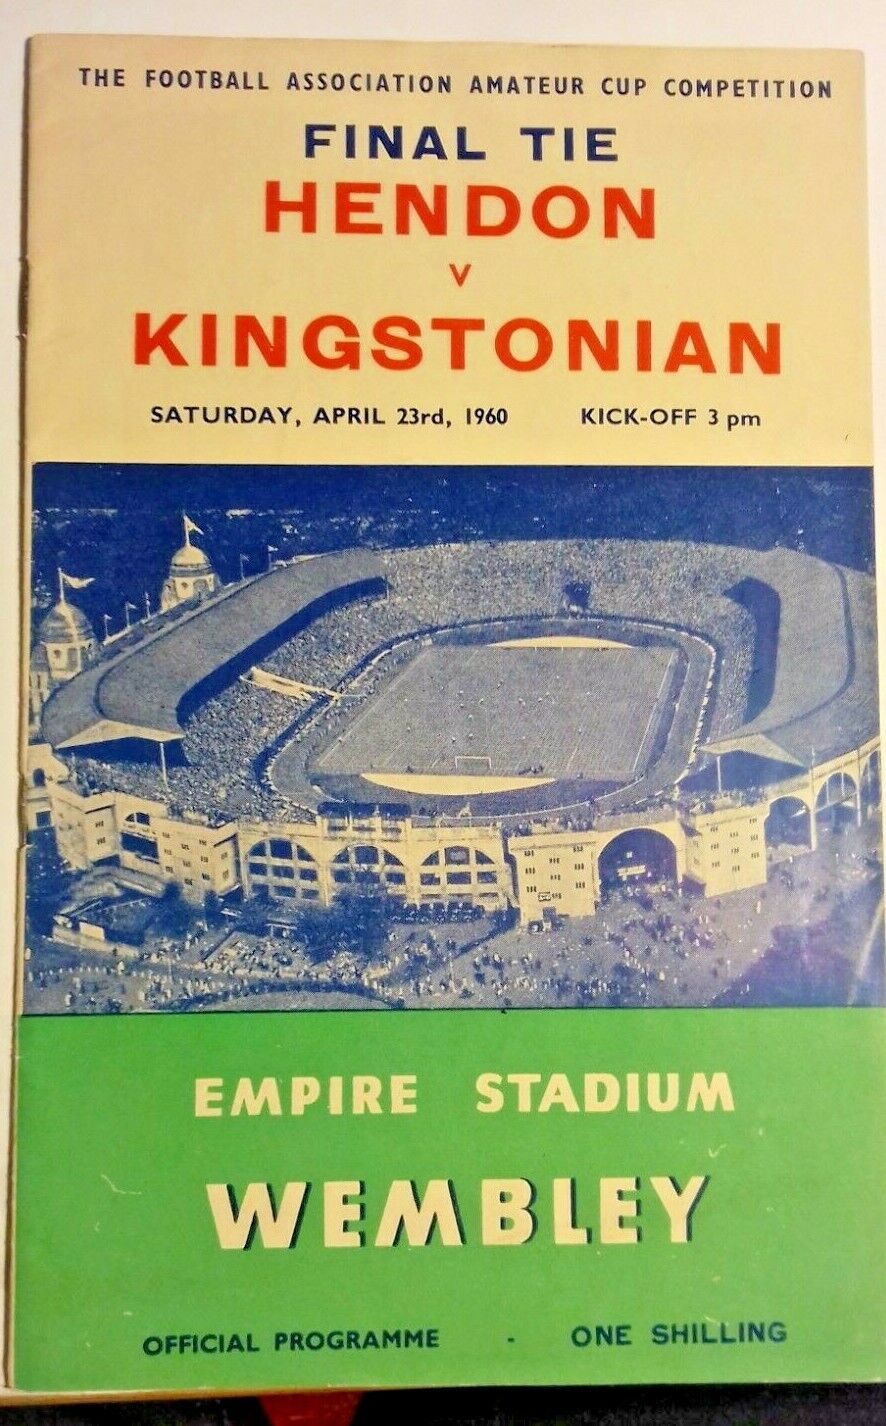 THE FOOTBALL ASSOCIATION AMATEUR CUP COMPETITION
FINAL TIE
HENDON
V
KINGSTONIAN
SATURDAY, APRIL 23rd, 1960 KICK-OFF 3 pm
EMPIRE STADIUM
WEMBLEY
OFFICIAL PROGRAMME - ONE SHILLING